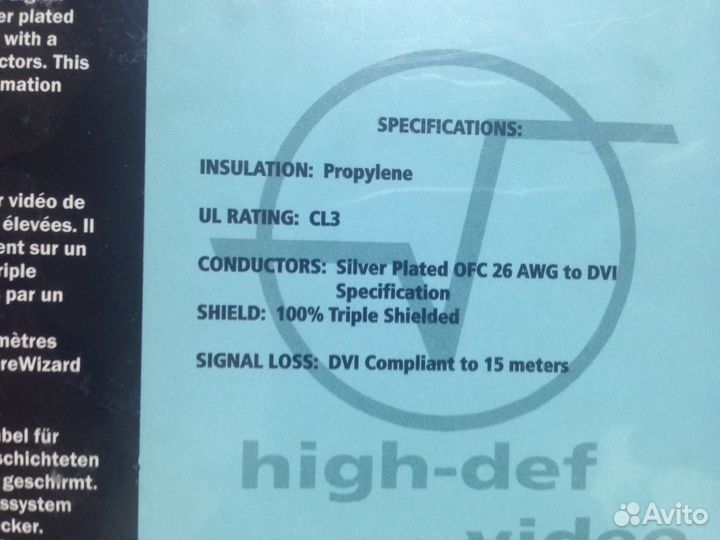 er plated
with a
ctors. This
mation
r vidéo de
élevées. Il
ent sur un
riple
par un
mètres
reWizard
bel für
schichteten
geschirmt.
ssystem
cker.
SPECIFICATIONS:
INSULATION: Propylene
UL RATING: CL3
CONDUCTORS: Silver Plated OFC 26 AWG to DVI
Specification
SHIELD: 100% Triple Shielded
SIGNAL LOSS: DVI Compliant to 15 meters
high-def
video
Avito